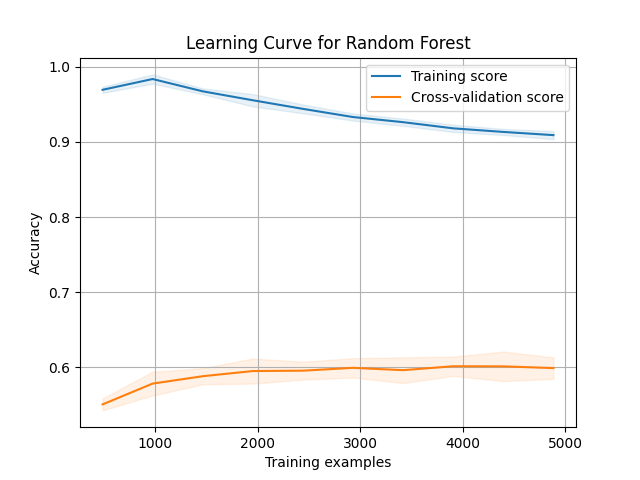 Learning Curve for Random Forest
Training score
Cross-validation score
1.0
0.9
0.8
0.7
0.6
Accuracy
1000
2000
3000
4000
5000
Training examples